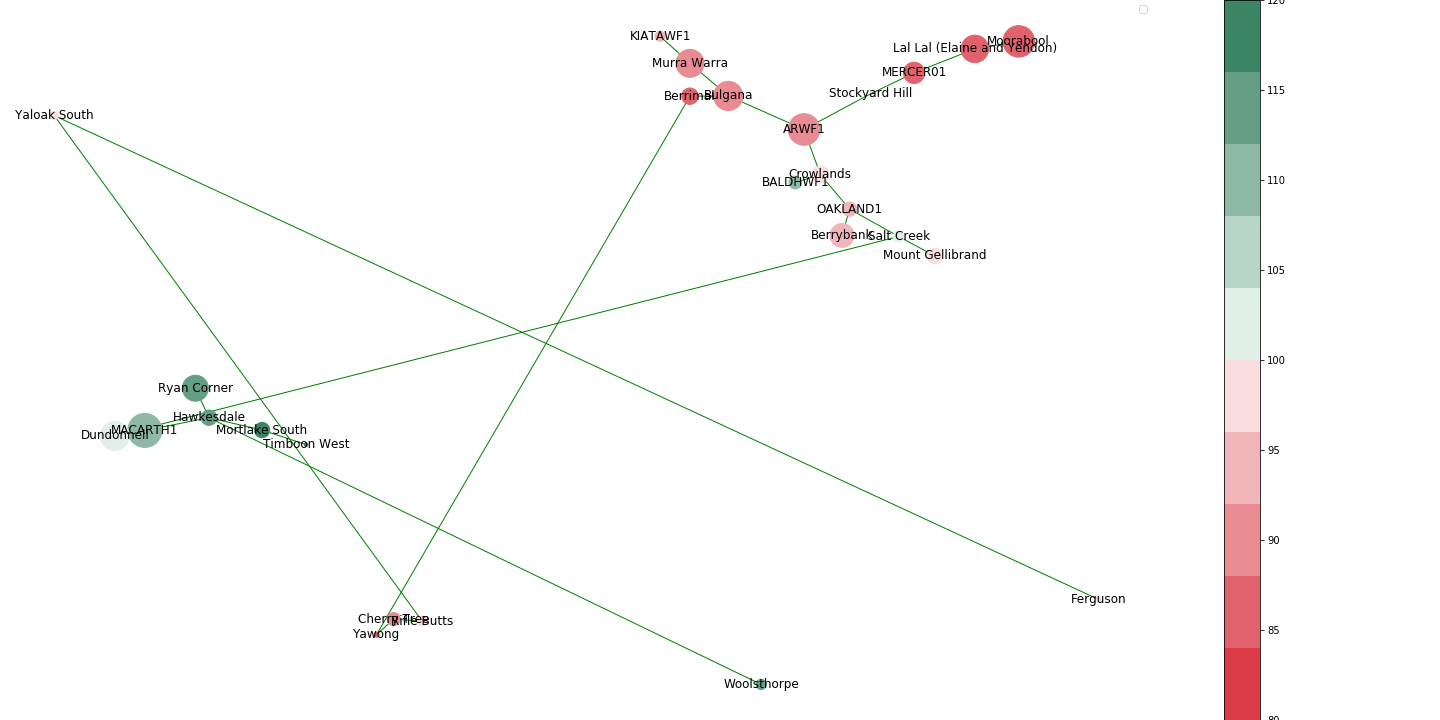 120
KIATAWF1
Moorabool
Lal Lal (Elaine and Yendon)
Murra Warra
MERCER01
115
Stockyard Hill
Berrimal
Bulgana
Yaloak South
ARWF1
Crowlands
BALDHWF1
110
OAKLAND1
Berrybank
Salt Creek
Mount Gellibrand
105
100
Ryan Corner
Hawkesdale
MACARTH1
Mortlake South
Dundonnell
Timboon West
95
90
Ferguson
Cherry Tree
Rifle Butts
Yawong
85
Woolsthorpe
80